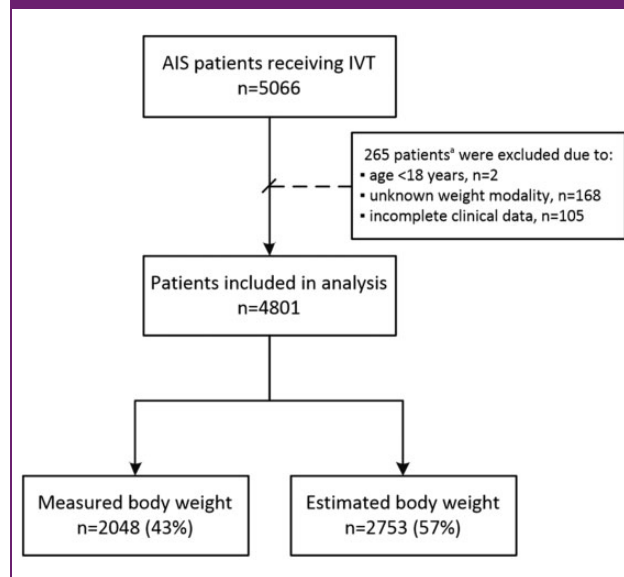 AIS patients receiving IVT
n=5066
265 patientsª were excluded due to:
▪ age <18 years, n=2
▪ unknown weight modality, n=168
▪ incomplete clinical data, n=105
Patients included in analysis
n=4801
Measured body weight
n=2048 (43%)
Estimated body weight
n=2753 (57%)